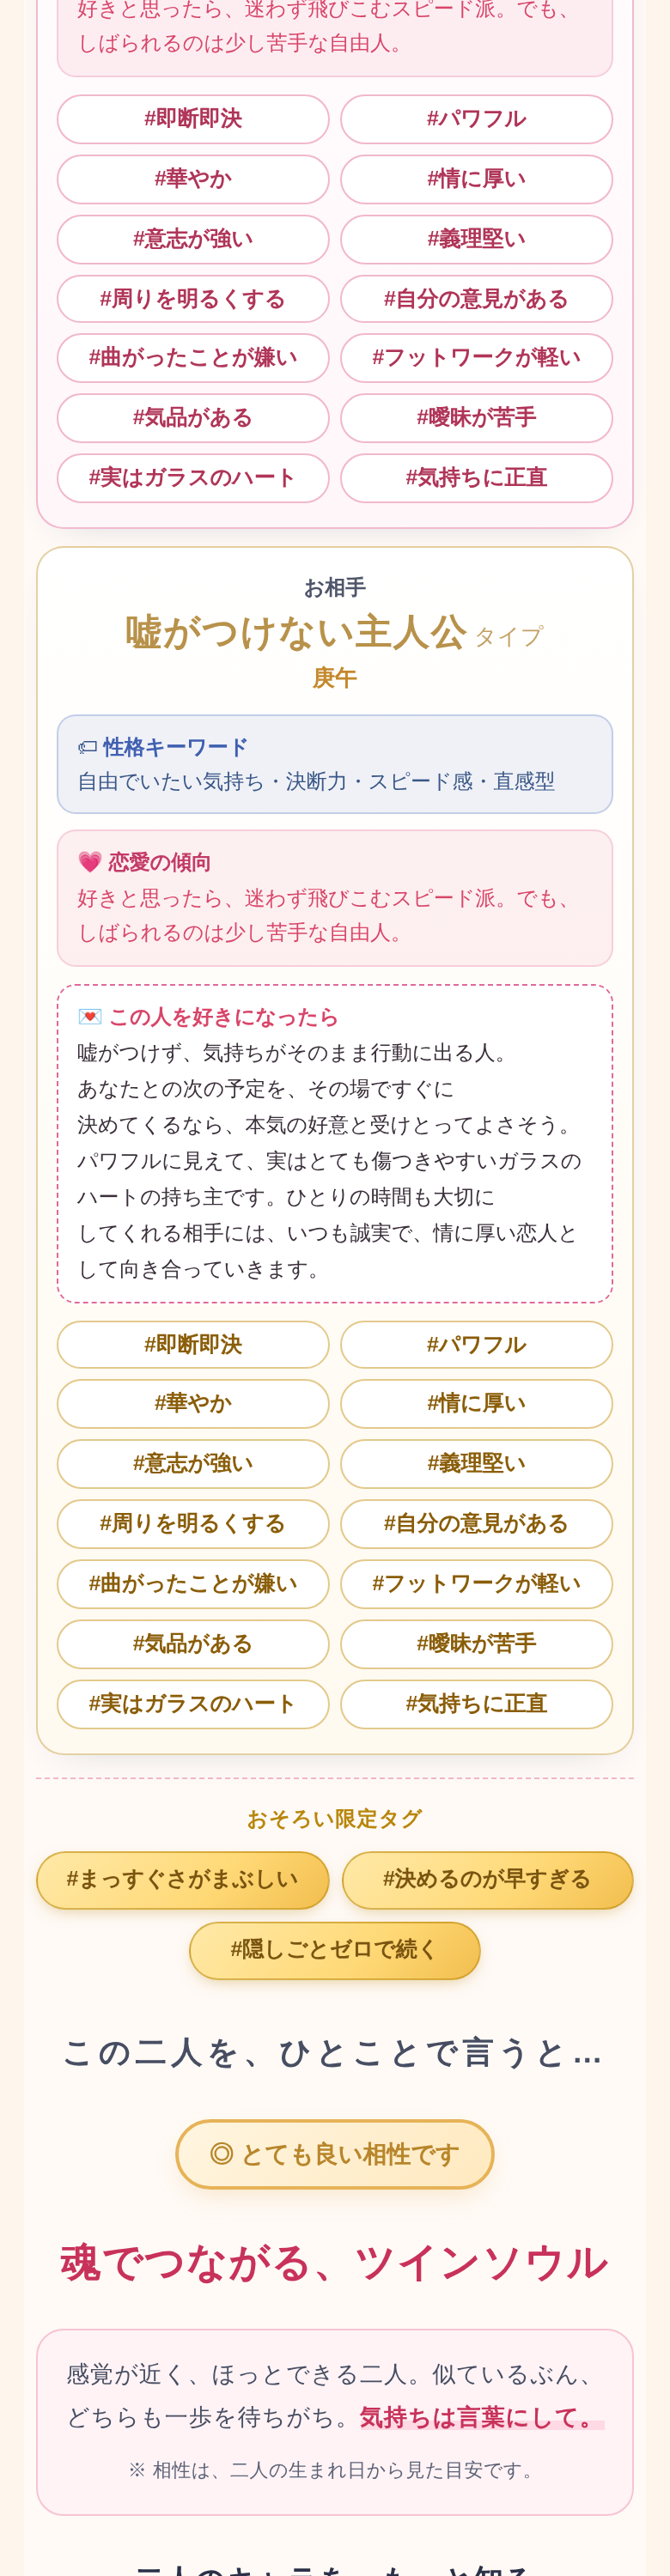 好きと思ったら、迷わず飛びこむスピード派。でも、
しばられるのは少し苦手な自由人。
#即断即決
#パワフル
#華やか
#情に厚い
#意志が強い
#義理堅い
#周りを明るくする
#自分の意見がある
#曲がったことが嫌い
#フットワークが軽い
#気品がある
#曖昧が苦手
#実はガラスのハート
#気持ちに正直
お相手
嘘がつけない主人公 タイプ
庚午
🏷 性格キーワード
自由でいたい気持ち・決断力・スピード感・直感型
💗 恋愛の傾向
好きと思ったら、迷わず飛びこむスピード派。でも、
しばられるのは少し苦手な自由人。
💌 この人を好きになったら
嘘がつけず、気持ちがそのまま行動に出る人。
あなたとの次の予定を、その場ですぐに
決めてくるなら、本気の好意と受けとってよさそう。
パワフルに見えて、実はとても傷つきやすいガラスの
ハートの持ち主です。ひとりの時間も大切に
してくれる相手には、いつも誠実で、情に厚い恋人と
して向き合っていきます。
#即断即決
#パワフル
#華やか
#情に厚い
#意志が強い
#義理堅い
#周りを明るくする
#自分の意見がある
#曲がったことが嫌い
#フットワークが軽い
#気品がある
#曖昧が苦手
#実はガラスのハート
#気持ちに正直
おそろい限定タグ
#まっすぐさがまぶしい
#決めるのが早すぎる
#隠しごとゼロで続く
この二人を、ひとことで言うと…
◎ とても良い相性です
魂でつながる、ツインソウル
感覚が近く、ほっとできる二人。似ているぶん、
どちらも一歩を待ちがち。気持ちは言葉にして。
※ 相性は、二人の生まれ日から見た目安です。